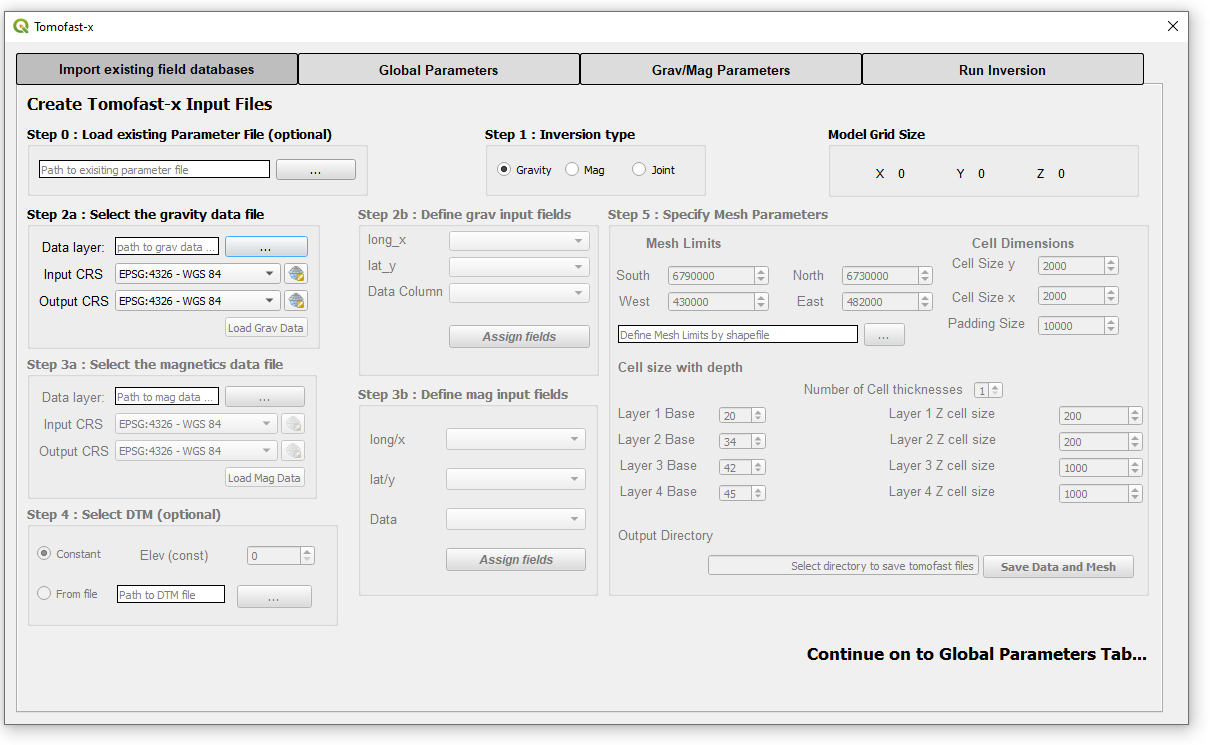 Tomofast-x
Import existing field databases
Global Parameters
Grav/Mag Parameters
Run Inversion
Create Tomofast-x Input Files
Step 0 : Load existing Parameter File (optional)
Path to exisiting parameter file
...
Step 1 : Inversion type
Gravity
Mag
Joint
Model Grid Size
X 0
Y 0
Z 0
Step 2a : Select the gravity data file
Data layer:
path to grav data ...
...
Input CRS
EPSG:4326 - WGS 84
Output CRS
EPSG:4326 - WGS 84
Load Grav Data
Step 2b : Define grav input fields
long_x
lat_y
Data Column
Assign fields
Step 3a : Select the magnetics data file
Data layer:
Path to mag data ...
...
Input CRS
EPSG:4326 - WGS 84
Output CRS
EPSG:4326 - WGS 84
Load Mag Data
Step 3b : Define mag input fields
long/x
lat/y
Data
Assign fields
Step 4 : Select DTM (optional)
Constant
Elev (const)
0
From file
Path to DTM file
...
Step 5 : Specify Mesh Parameters
Mesh Limits
South
6790000
North
6730000
West
430000
East
482000
Define Mesh Limits by shapefile
...
Cell Dimensions
Cell Size y
2000
Cell Size x
2000
Padding Size
10000
Cell size with depth
Number of Cell thicknesses
1
Layer 1 Base
20
Layer 1 Z cell size
200
Layer 2 Base
34
Layer 2 Z cell size
200
Layer 3 Base
42
Layer 3 Z cell size
1000
Layer 4 Base
45
Layer 4 Z cell size
1000
Output Directory
Select directory to save tomofast files
Save Data and Mesh
Continue on to Global Parameters Tab...